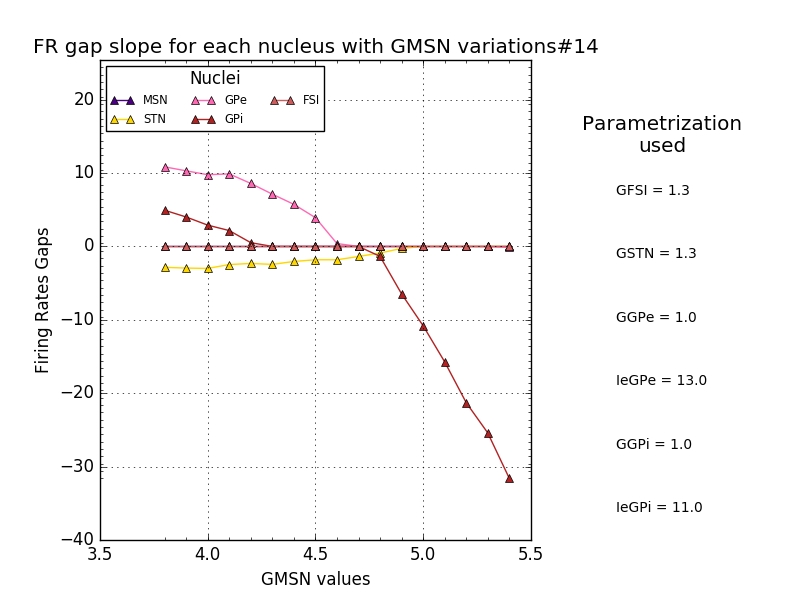 FR gap slope for each nucleus with GMSN variations#14
Nuclei
MSN GPe FSI
STN GPi
20
10
0
−10
−20
−30
−40
3.5 4.0 4.5 5.0 5.5
Firing Rates Gaps
GMSN values
Parametrization
used
GFSI = 1.3
GSTN = 1.3
GGPe = 1.0
IeGPe = 13.0
GGPi = 1.0
IeGPi = 11.0